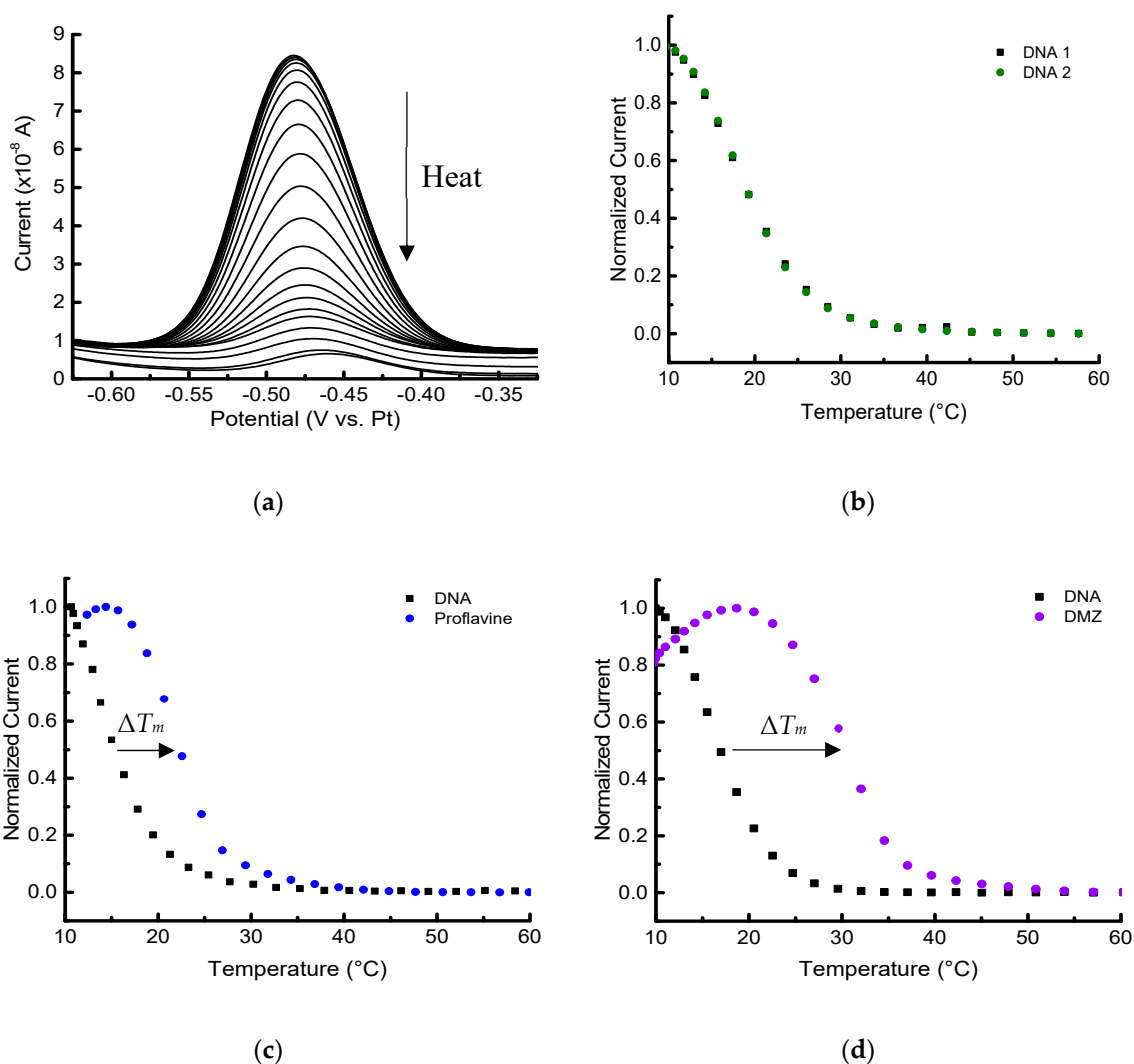 9
8
7
6
5
4
3
2
1
0
Current (x10⁻⁸ A)
Heat
-0.60 -0.55 -0.50 -0.45 -0.40 -0.35
Potential (V vs. Pt)
(a)
1.0
0.8
0.6
0.4
0.2
0.0
Normalized Current
DNA 1
DNA 2
10 20 30 40 50 60
Temperature (°C)
(b)
1.0
0.8
0.6
0.4
0.2
0.0
Normalized Current
DNA
Proflavine
ΔTm
10 20 30 40 50 60
Temperature (°C)
(c)
1.0
0.8
0.6
0.4
0.2
0.0
Normalized Current
DNA
DMZ
ΔTm
10 20 30 40 50 60
Temperature (°C)
(d)